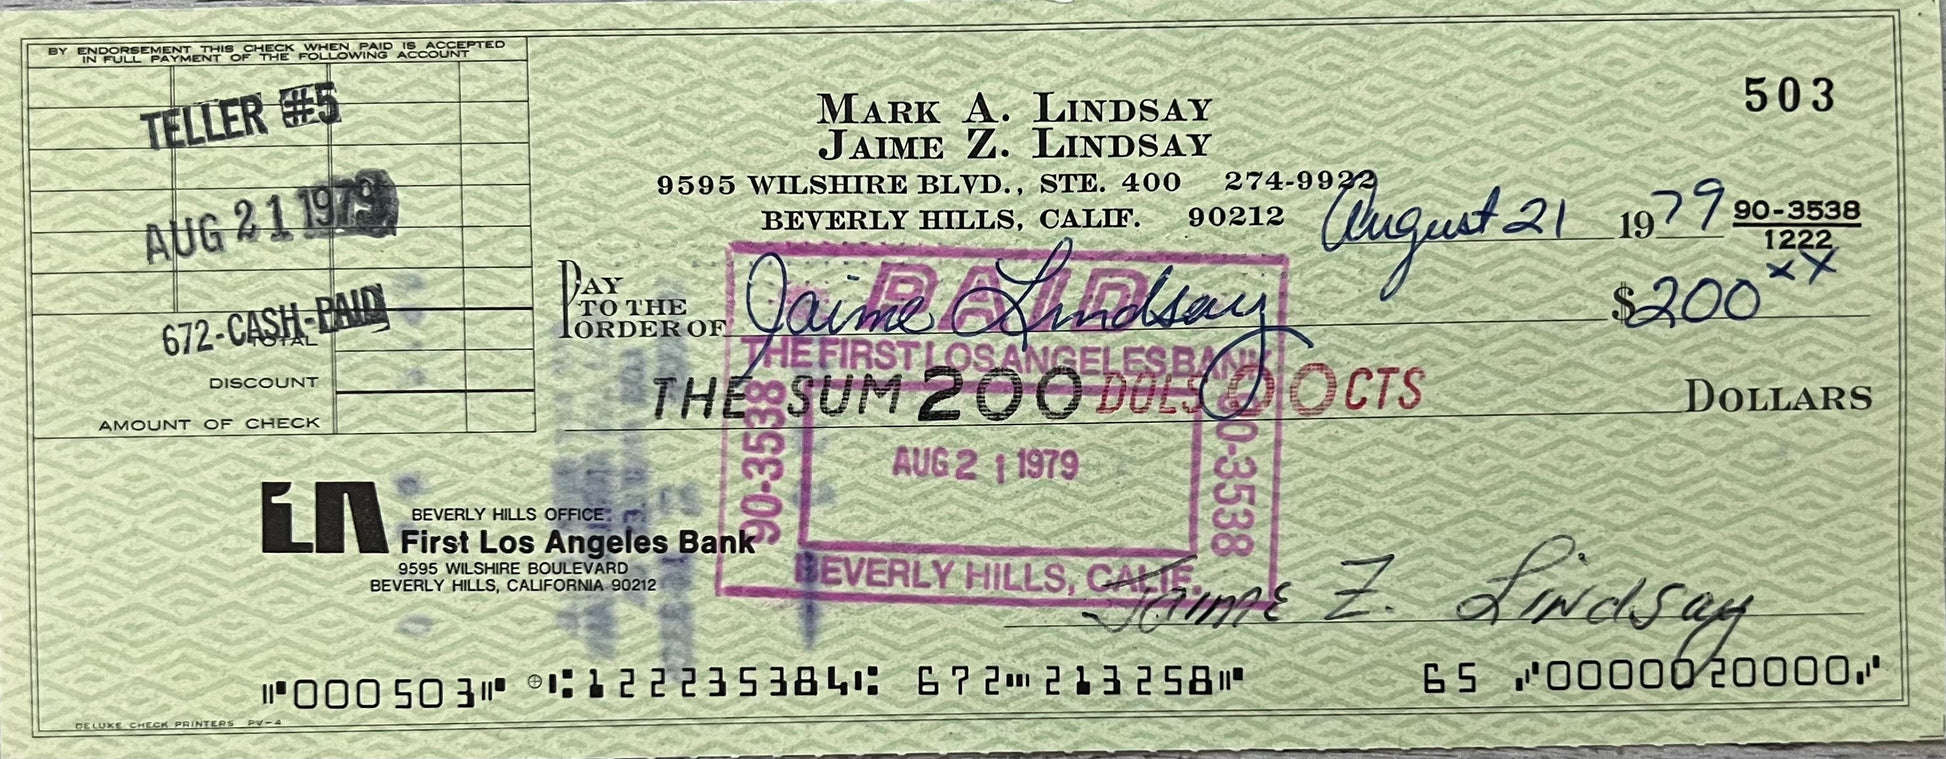 BY ENDORSEMENT THIS CHECK WHEN PAID IS ACCEPTED
IN FULL PAYMENT OF THE FOLLOWING ACCOUNT
TELLER #5
AUG 21 1979
672-CASH-PAID
TOTAL
DISCOUNT
AMOUNT OF CHECK
503
MARK A. LINDSAY
JAIME Z. LINDSAY
9595 WILSHIRE BLVD., STE. 400 274-9922
BEVERLY HILLS, CALIF. 90212
August 21 1979
90-3538
1222
PAY TO THE ORDER OF Jaime Lindsay $200 xx
THE SUM 200 DOLS 00 CTS DOLLARS
PAID
THE FIRST LOS ANGELES BANK
90-3538
AUG 21 1979
90-3538
BEVERLY HILLS, CALIF.
BEVERLY HILLS OFFICE
First Los Angeles Bank
9595 WILSHIRE BOULEVARD
BEVERLY HILLS, CALIFORNIA 90212
Jaime Z. Lindsay
⑈000503⑈ ⑆122235384⑆ 672⑉213258⑈ 65 ⑇0000020000⑇
DELUXE CHECK PRINTERS PV-4